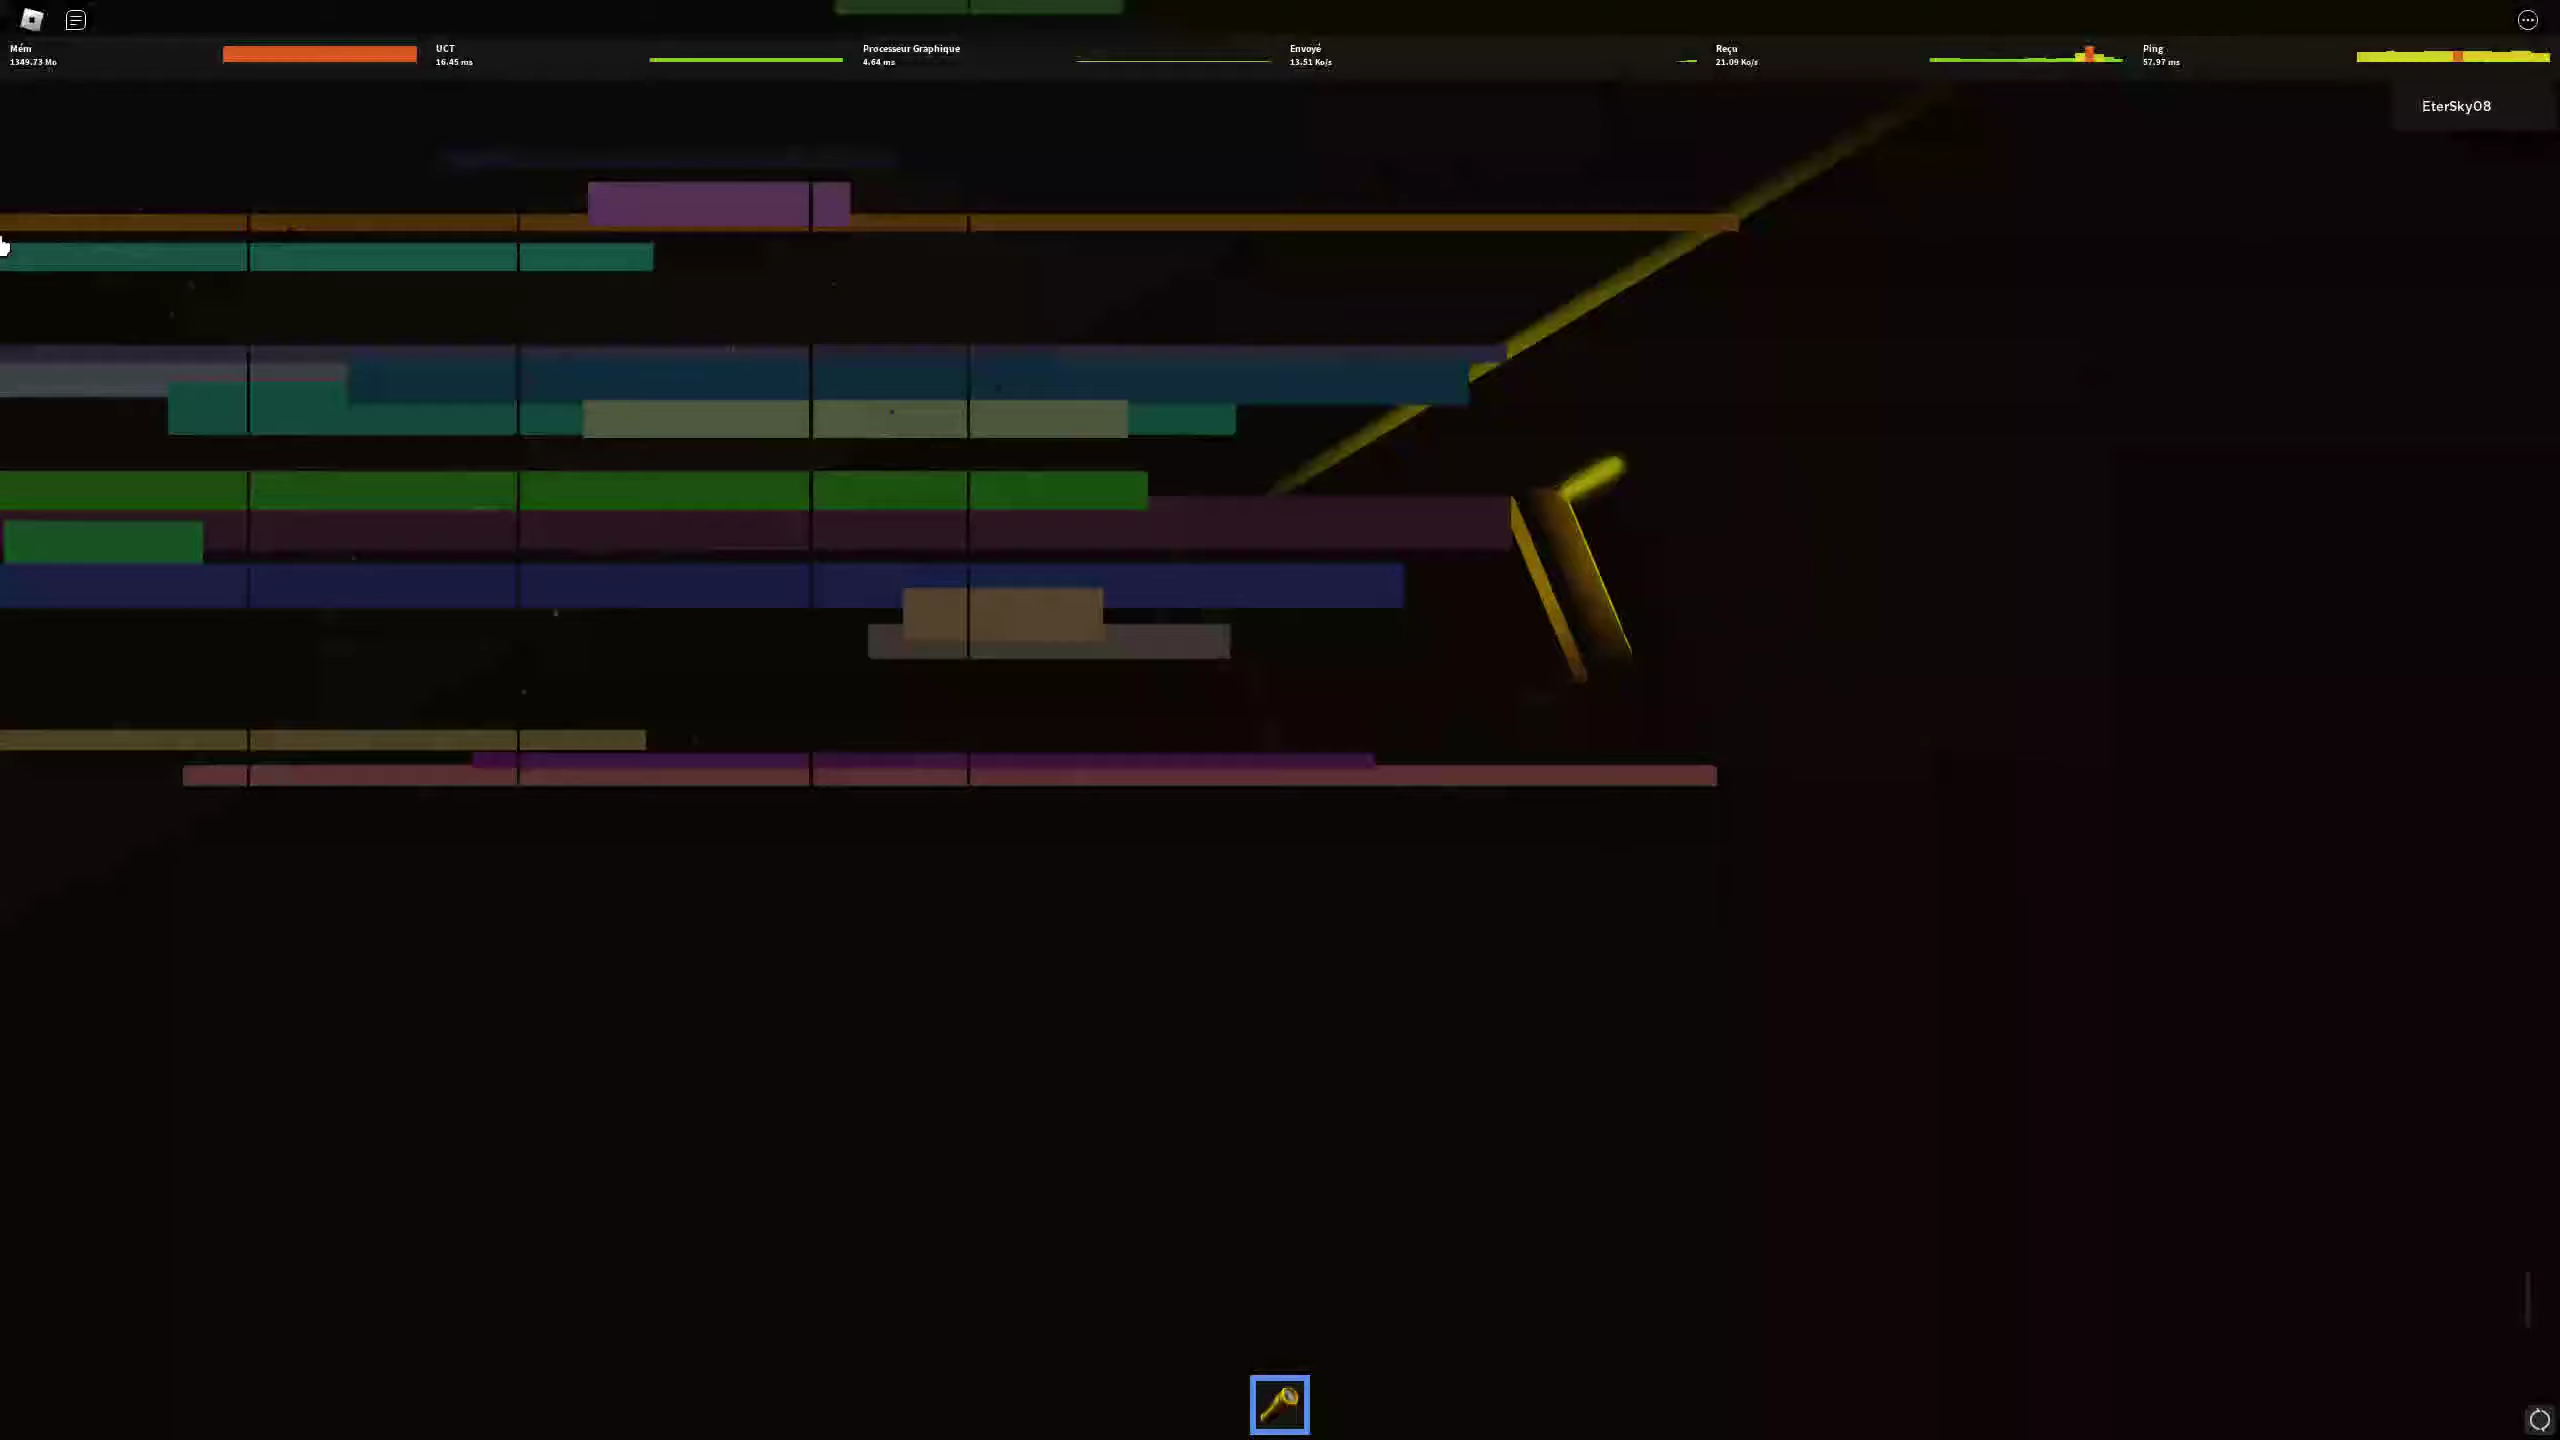 Mém
1349.73 Mo
UCT
16.45 ms
Processeur Graphique
4.64 ms
Envoyé
13.51 Ko/s
Reçu
21.09 Ko/s
Ping
57.97 ms
EterSky08